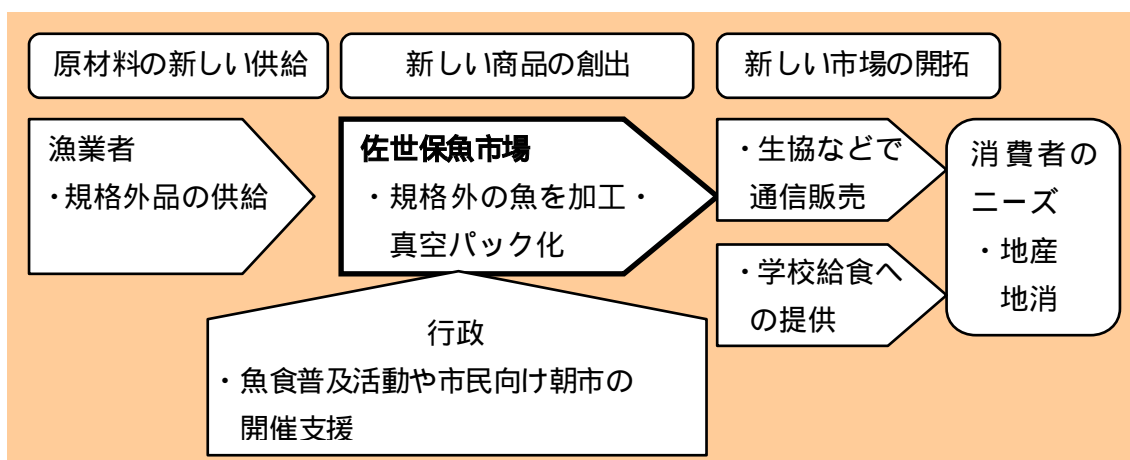 原材料の新しい供給
新しい商品の創出
新しい市場の開拓
漁業者
・規格外品の供給
佐世保魚市場
・規格外の魚を加工・
真空パック化
・生協などで
通信販売
・学校給食へ
の提供
消費者の
ニーズ
・地産
地消
行政
・魚食普及活動や市民向け朝市の
開催支援